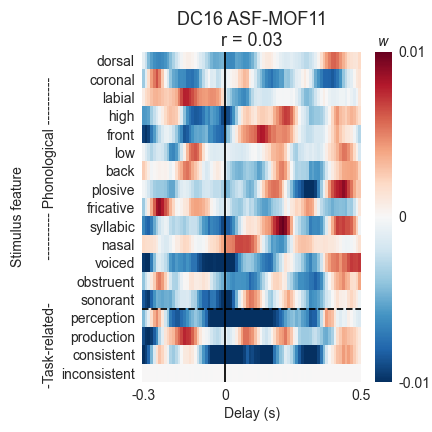 DC16 ASF-MOF11
r = 0.03
w
dorsal
coronal
labial
high
front
low
back
plosive
fricative
syllabic
nasal
voiced
obstruent
sonorant
perception
production
consistent
inconsistent
Stimulus feature
-Task-related- ---------- Phonological ----------
0.01
0
-0.01
-0.3 0 0.5
Delay (s)